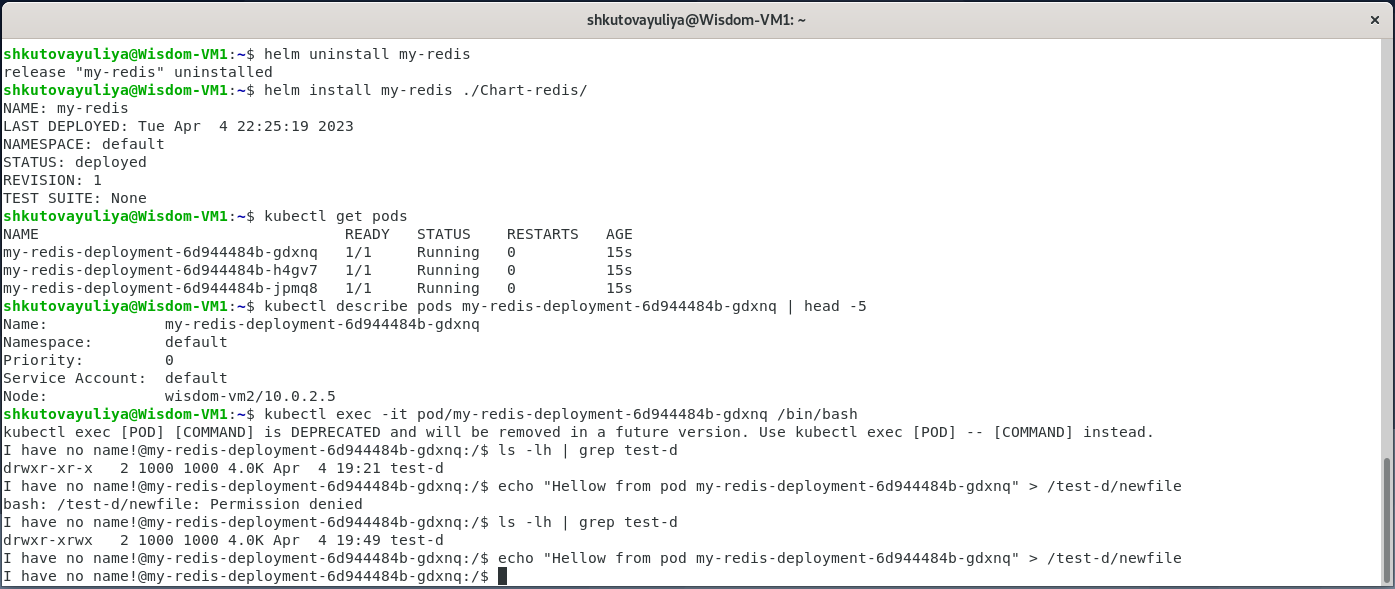 shkutovayuliya@Wisdom-VM1: ~
×
shkutovayuliya@Wisdom-VM1:~$ helm uninstall my-redis
release "my-redis" uninstalled
shkutovayuliya@Wisdom-VM1:~$ helm install my-redis ./Chart-redis/
NAME: my-redis
LAST DEPLOYED: Tue Apr  4 22:25:19 2023
NAMESPACE: default
STATUS: deployed
REVISION: 1
TEST SUITE: None
shkutovayuliya@Wisdom-VM1:~$ kubectl get pods
NAME                                  READY   STATUS    RESTARTS   AGE
my-redis-deployment-6d944484b-gdxnq   1/1     Running   0          15s
my-redis-deployment-6d944484b-h4gv7   1/1     Running   0          15s
my-redis-deployment-6d944484b-jpmq8   1/1     Running   0          15s
shkutovayuliya@Wisdom-VM1:~$ kubectl describe pods my-redis-deployment-6d944484b-gdxnq | head -5
Name:             my-redis-deployment-6d944484b-gdxnq
Namespace:        default
Priority:         0
Service Account:  default
Node:             wisdom-vm2/10.0.2.5
shkutovayuliya@Wisdom-VM1:~$ kubectl exec -it pod/my-redis-deployment-6d944484b-gdxnq /bin/bash
kubectl exec [POD] [COMMAND] is DEPRECATED and will be removed in a future version. Use kubectl exec [POD] -- [COMMAND] instead.
I have no name!@my-redis-deployment-6d944484b-gdxnq:/$ ls -lh | grep test-d
drwxr-xr-x   2 1000 1000 4.0K Apr  4 19:21 test-d
I have no name!@my-redis-deployment-6d944484b-gdxnq:/$ echo "Hellow from pod my-redis-deployment-6d944484b-gdxnq" > /test-d/newfile
bash: /test-d/newfile: Permission denied
I have no name!@my-redis-deployment-6d944484b-gdxnq:/$ ls -lh | grep test-d
drwxr-xrwx   2 1000 1000 4.0K Apr  4 19:49 test-d
I have no name!@my-redis-deployment-6d944484b-gdxnq:/$ echo "Hellow from pod my-redis-deployment-6d944484b-gdxnq" > /test-d/newfile
I have no name!@my-redis-deployment-6d944484b-gdxnq:/$